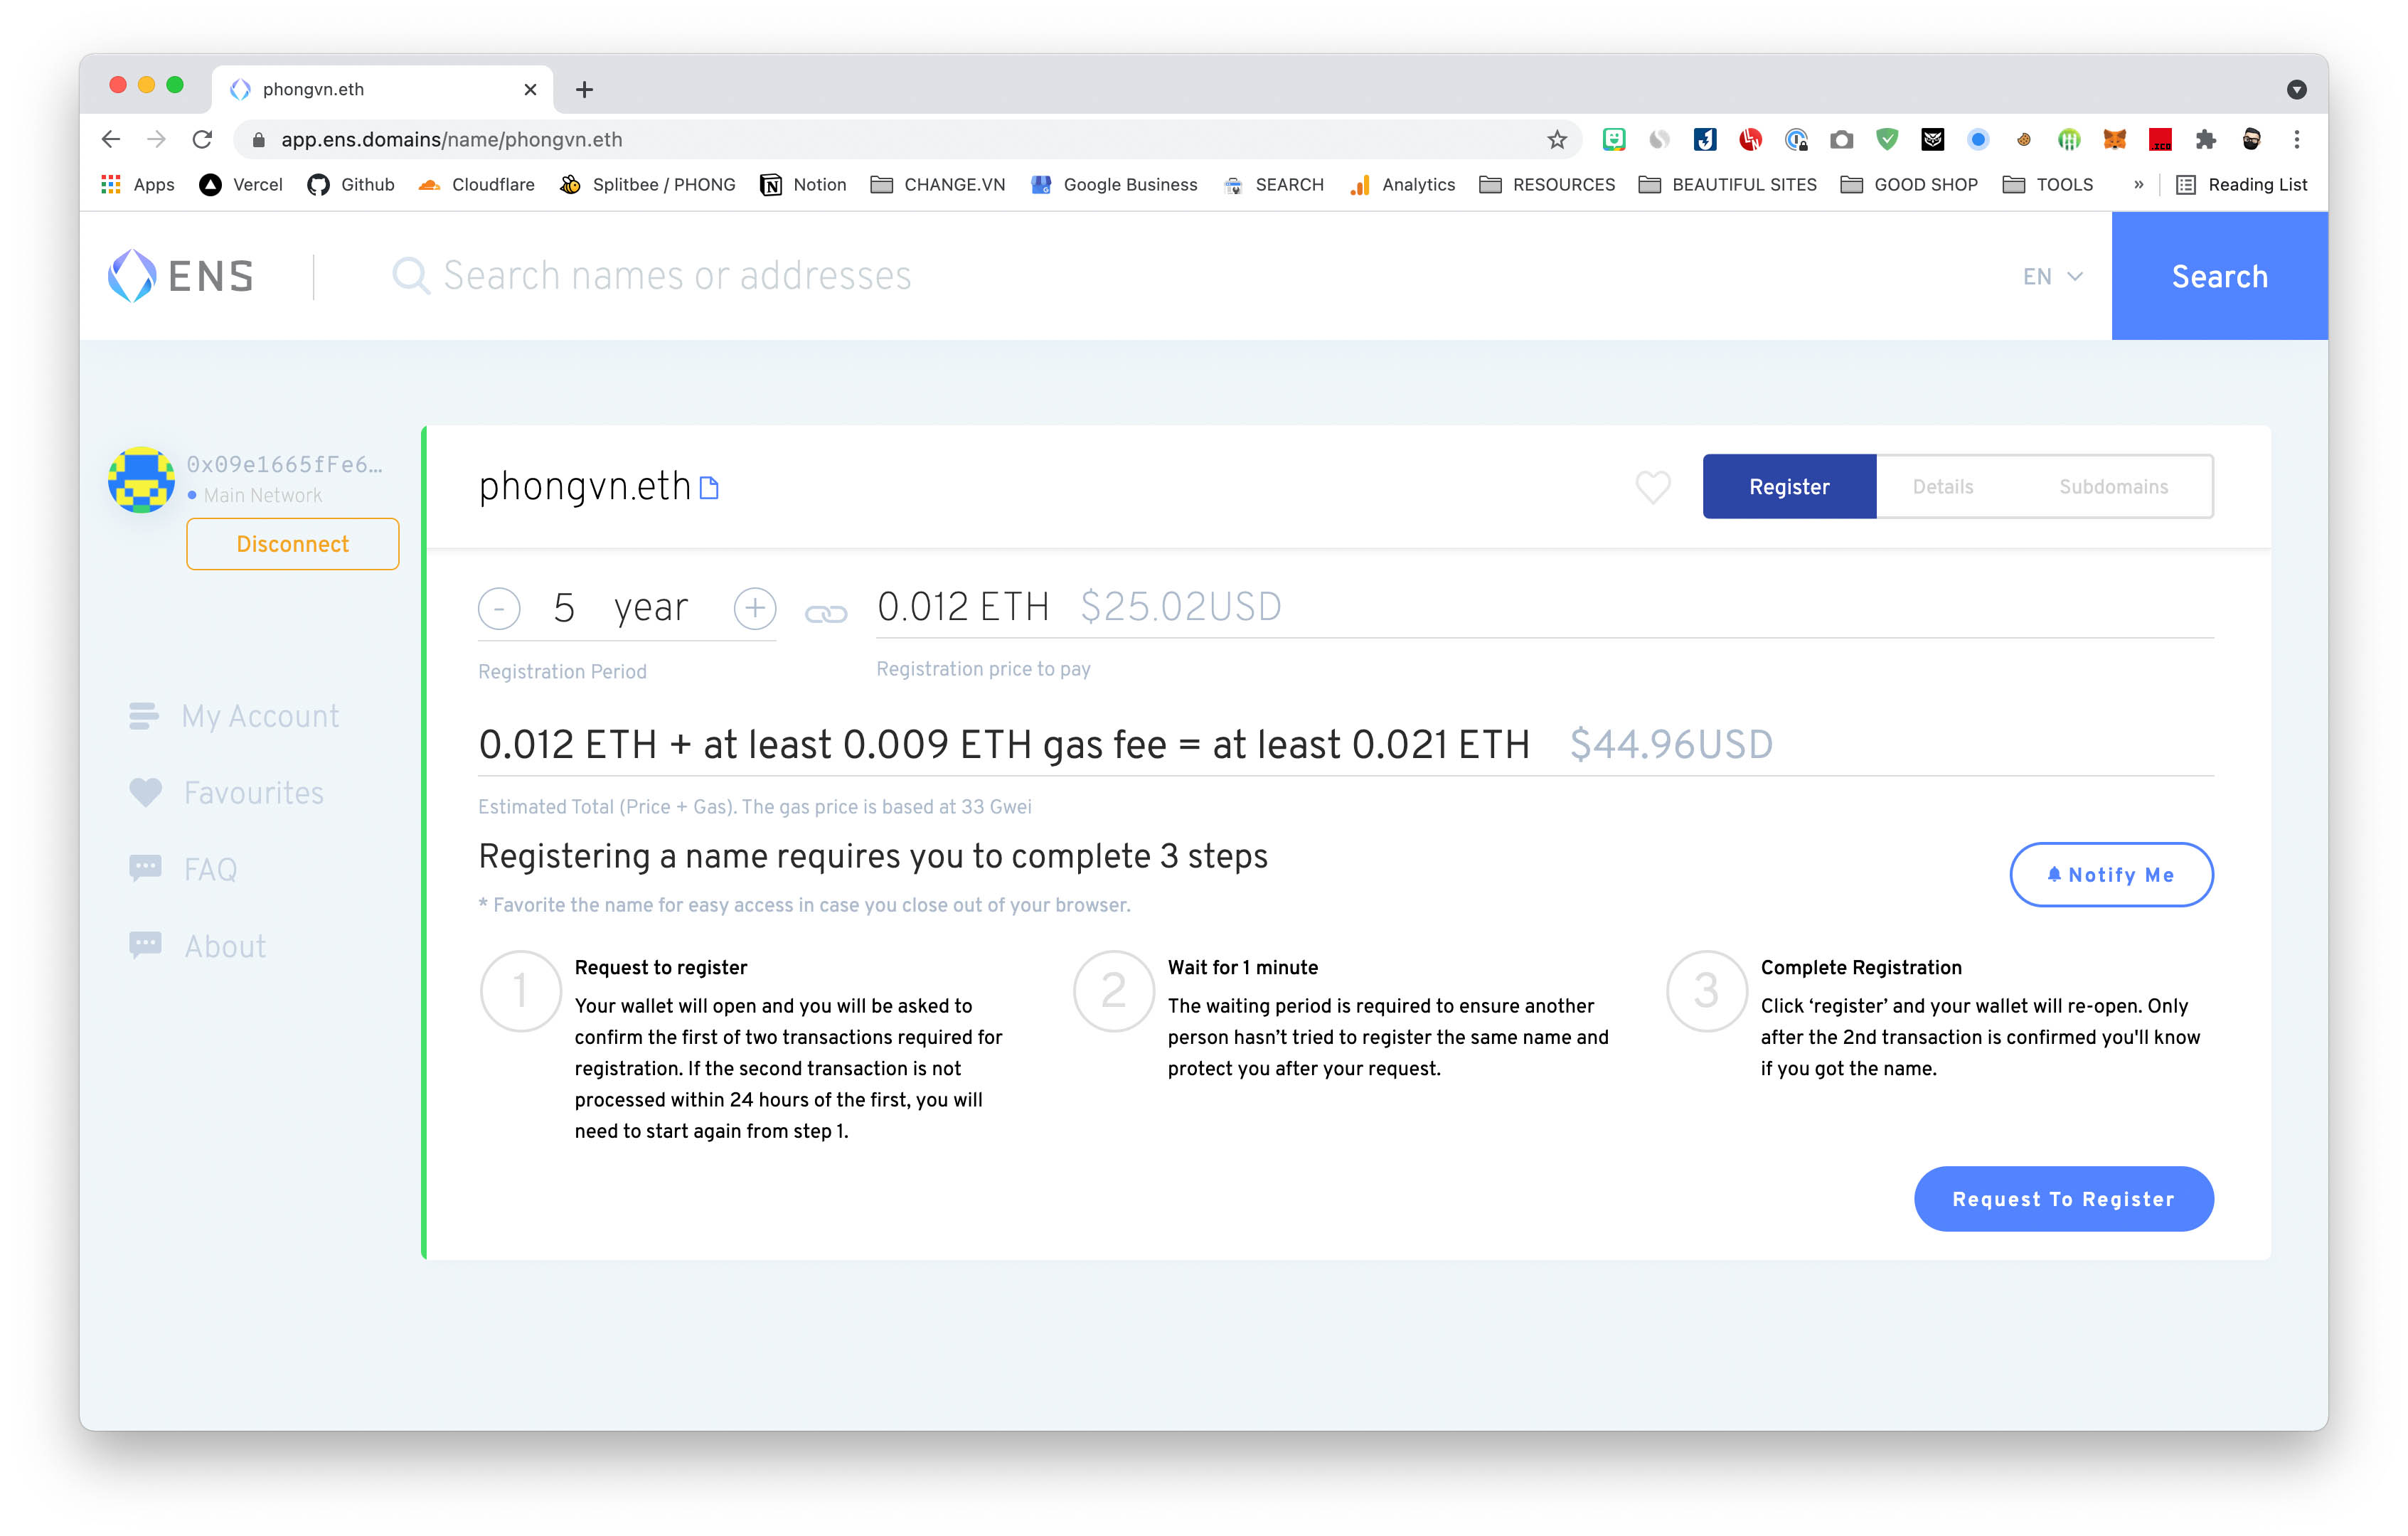 phongvn.eth
app.ens.domains/name/phongvn.eth
Apps Vercel Github Cloudflare Splitbee / PHONG Notion CHANGE.VN Google Business SEARCH Analytics RESOURCES BEAUTIFUL SITES GOOD SHOP TOOLS » Reading List
ENS Search names or addresses EN Search
0x09e1665fFe6...
Main Network
Disconnect
My Account
Favourites
FAQ
About
phongvn.eth Register Details Subdomains
- 5 year + 0.012 ETH $25.02USD
Registration Period Registration price to pay
0.012 ETH + at least 0.009 ETH gas fee = at least 0.021 ETH $44.96USD
Estimated Total (Price + Gas). The gas price is based at 33 Gwei
Registering a name requires you to complete 3 steps
Notify Me
* Favorite the name for easy access in case you close out of your browser.
1
Request to register
Your wallet will open and you will be asked to
confirm the first of two transactions required for
registration. If the second transaction is not
processed within 24 hours of the first, you will
need to start again from step 1.
2
Wait for 1 minute
The waiting period is required to ensure another
person hasn’t tried to register the same name and
protect you after your request.
3
Complete Registration
Click ‘register’ and your wallet will re-open. Only
after the 2nd transaction is confirmed you'll know
if you got the name.
Request To Register